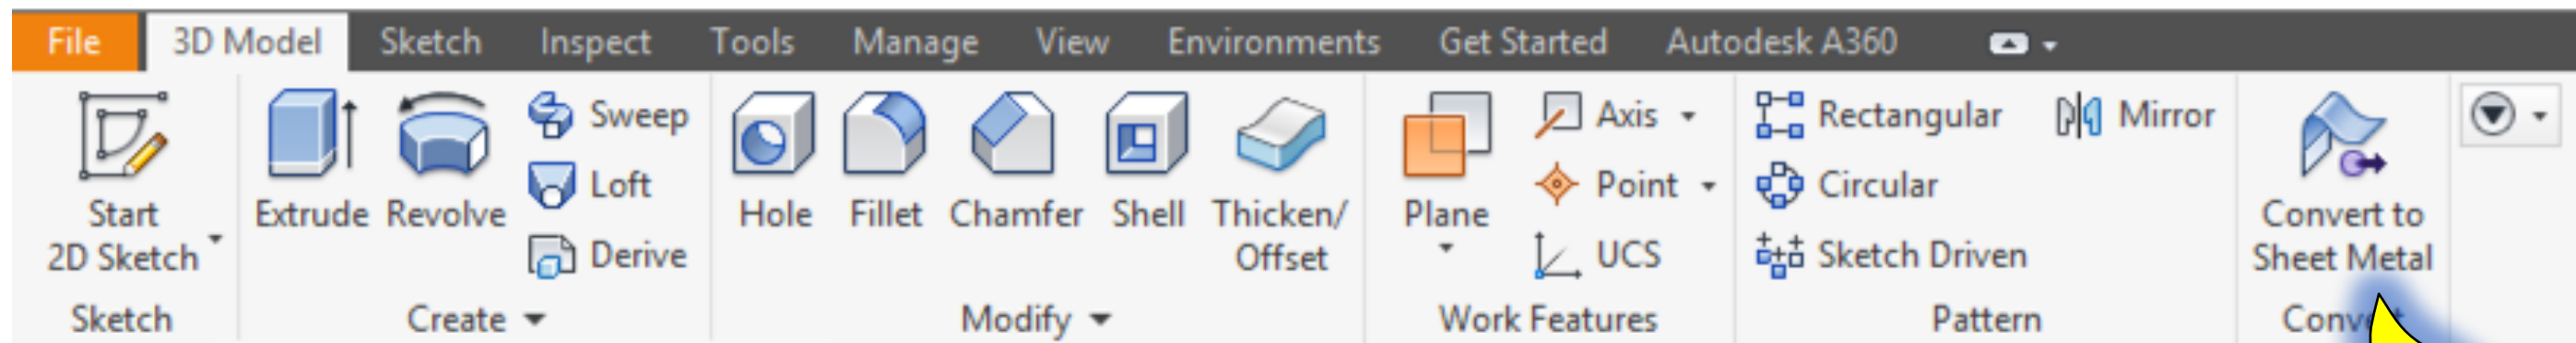 File 3D Model Sketch Inspect Tools Manage View Environments Get Started Autodesk A360
Start
2D Sketch
Sketch
Extrude Revolve
Sweep
Loft
Derive
Create
Hole Fillet Chamfer Shell Thicken/
Offset
Modify
Plane
Axis
Point
UCS
Work Features
Rectangular
Circular
Sketch Driven
Mirror
Pattern
Convert to
Sheet Metal